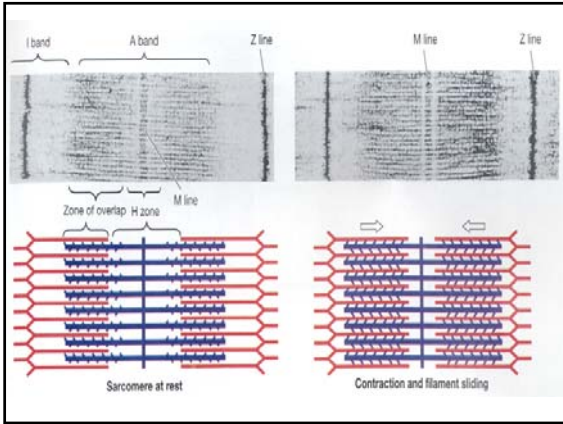 I band
A band
Z line
M line
Z line
M line
Zone of overlap
H zone
Sarcomere at rest
Contraction and filament sliding